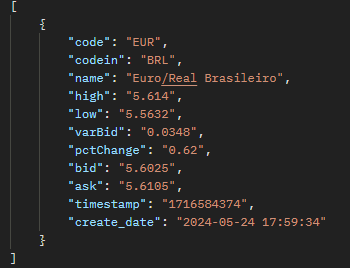 [
{
"code": "EUR",
"codein": "BRL",
"name": "Euro/Real Brasileiro",
"high": "5.614",
"low": "5.5632",
"varBid": "0.0348",
"pctChange": "0.62",
"bid": "5.6025",
"ask": "5.6105",
"timestamp": "1716584374",
"create_date": "2024-05-24 17:59:34"
}
]